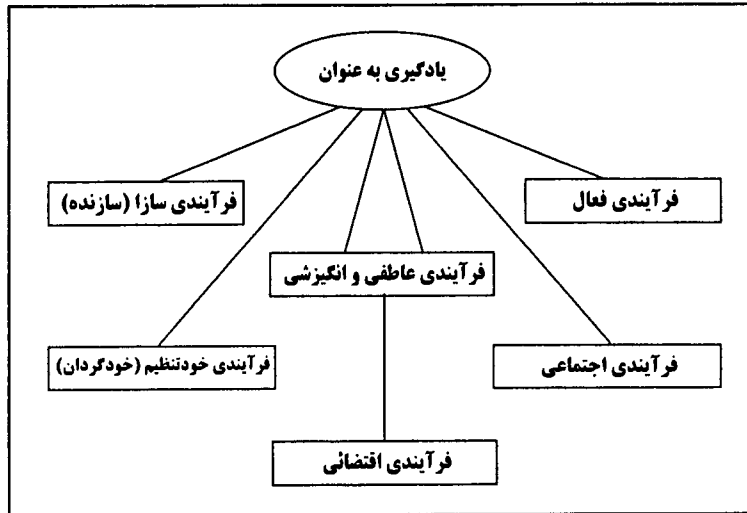 یادگیری به عنوان
فرآیندی فعال
فرآیندی سازا (سازنده)
فرآیندی عاطفی و انگیزشی
فرآیندی اجتماعی
فرآیندی خودتنظیم (خودگردان)
فرآیندی اقتضائی